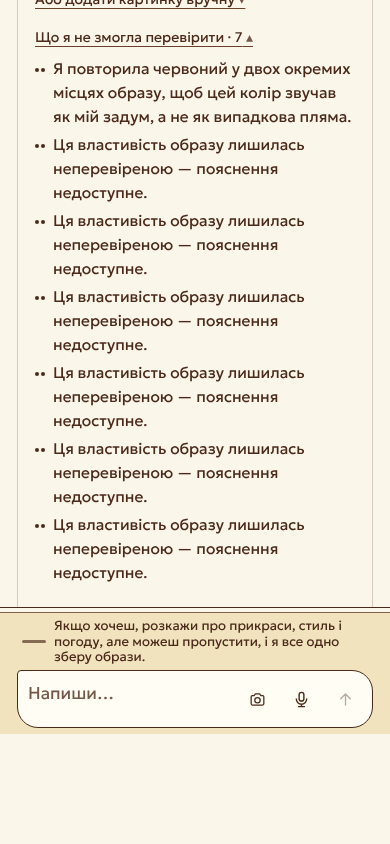 Або додати картинку вручну ▾
Що я не змогла перевірити · 7 ▴
•• Я повторила червоний у двох окремих
місцях образу, щоб цей колір звучав
як мій задум, а не як випадкова пляма.
•• Ця властивість образу лишилась
неперевіреною — пояснення
недоступне.
•• Ця властивість образу лишилась
неперевіреною — пояснення
недоступне.
•• Ця властивість образу лишилась
неперевіреною — пояснення
недоступне.
•• Ця властивість образу лишилась
неперевіреною — пояснення
недоступне.
•• Ця властивість образу лишилась
неперевіреною — пояснення
недоступне.
•• Ця властивість образу лишилась
неперевіреною — пояснення
недоступне.
Якщо хочеш, розкажи про прикраси, стиль і
погоду, але можеш пропустити, і я все одно
зберу образи.
Напиши...